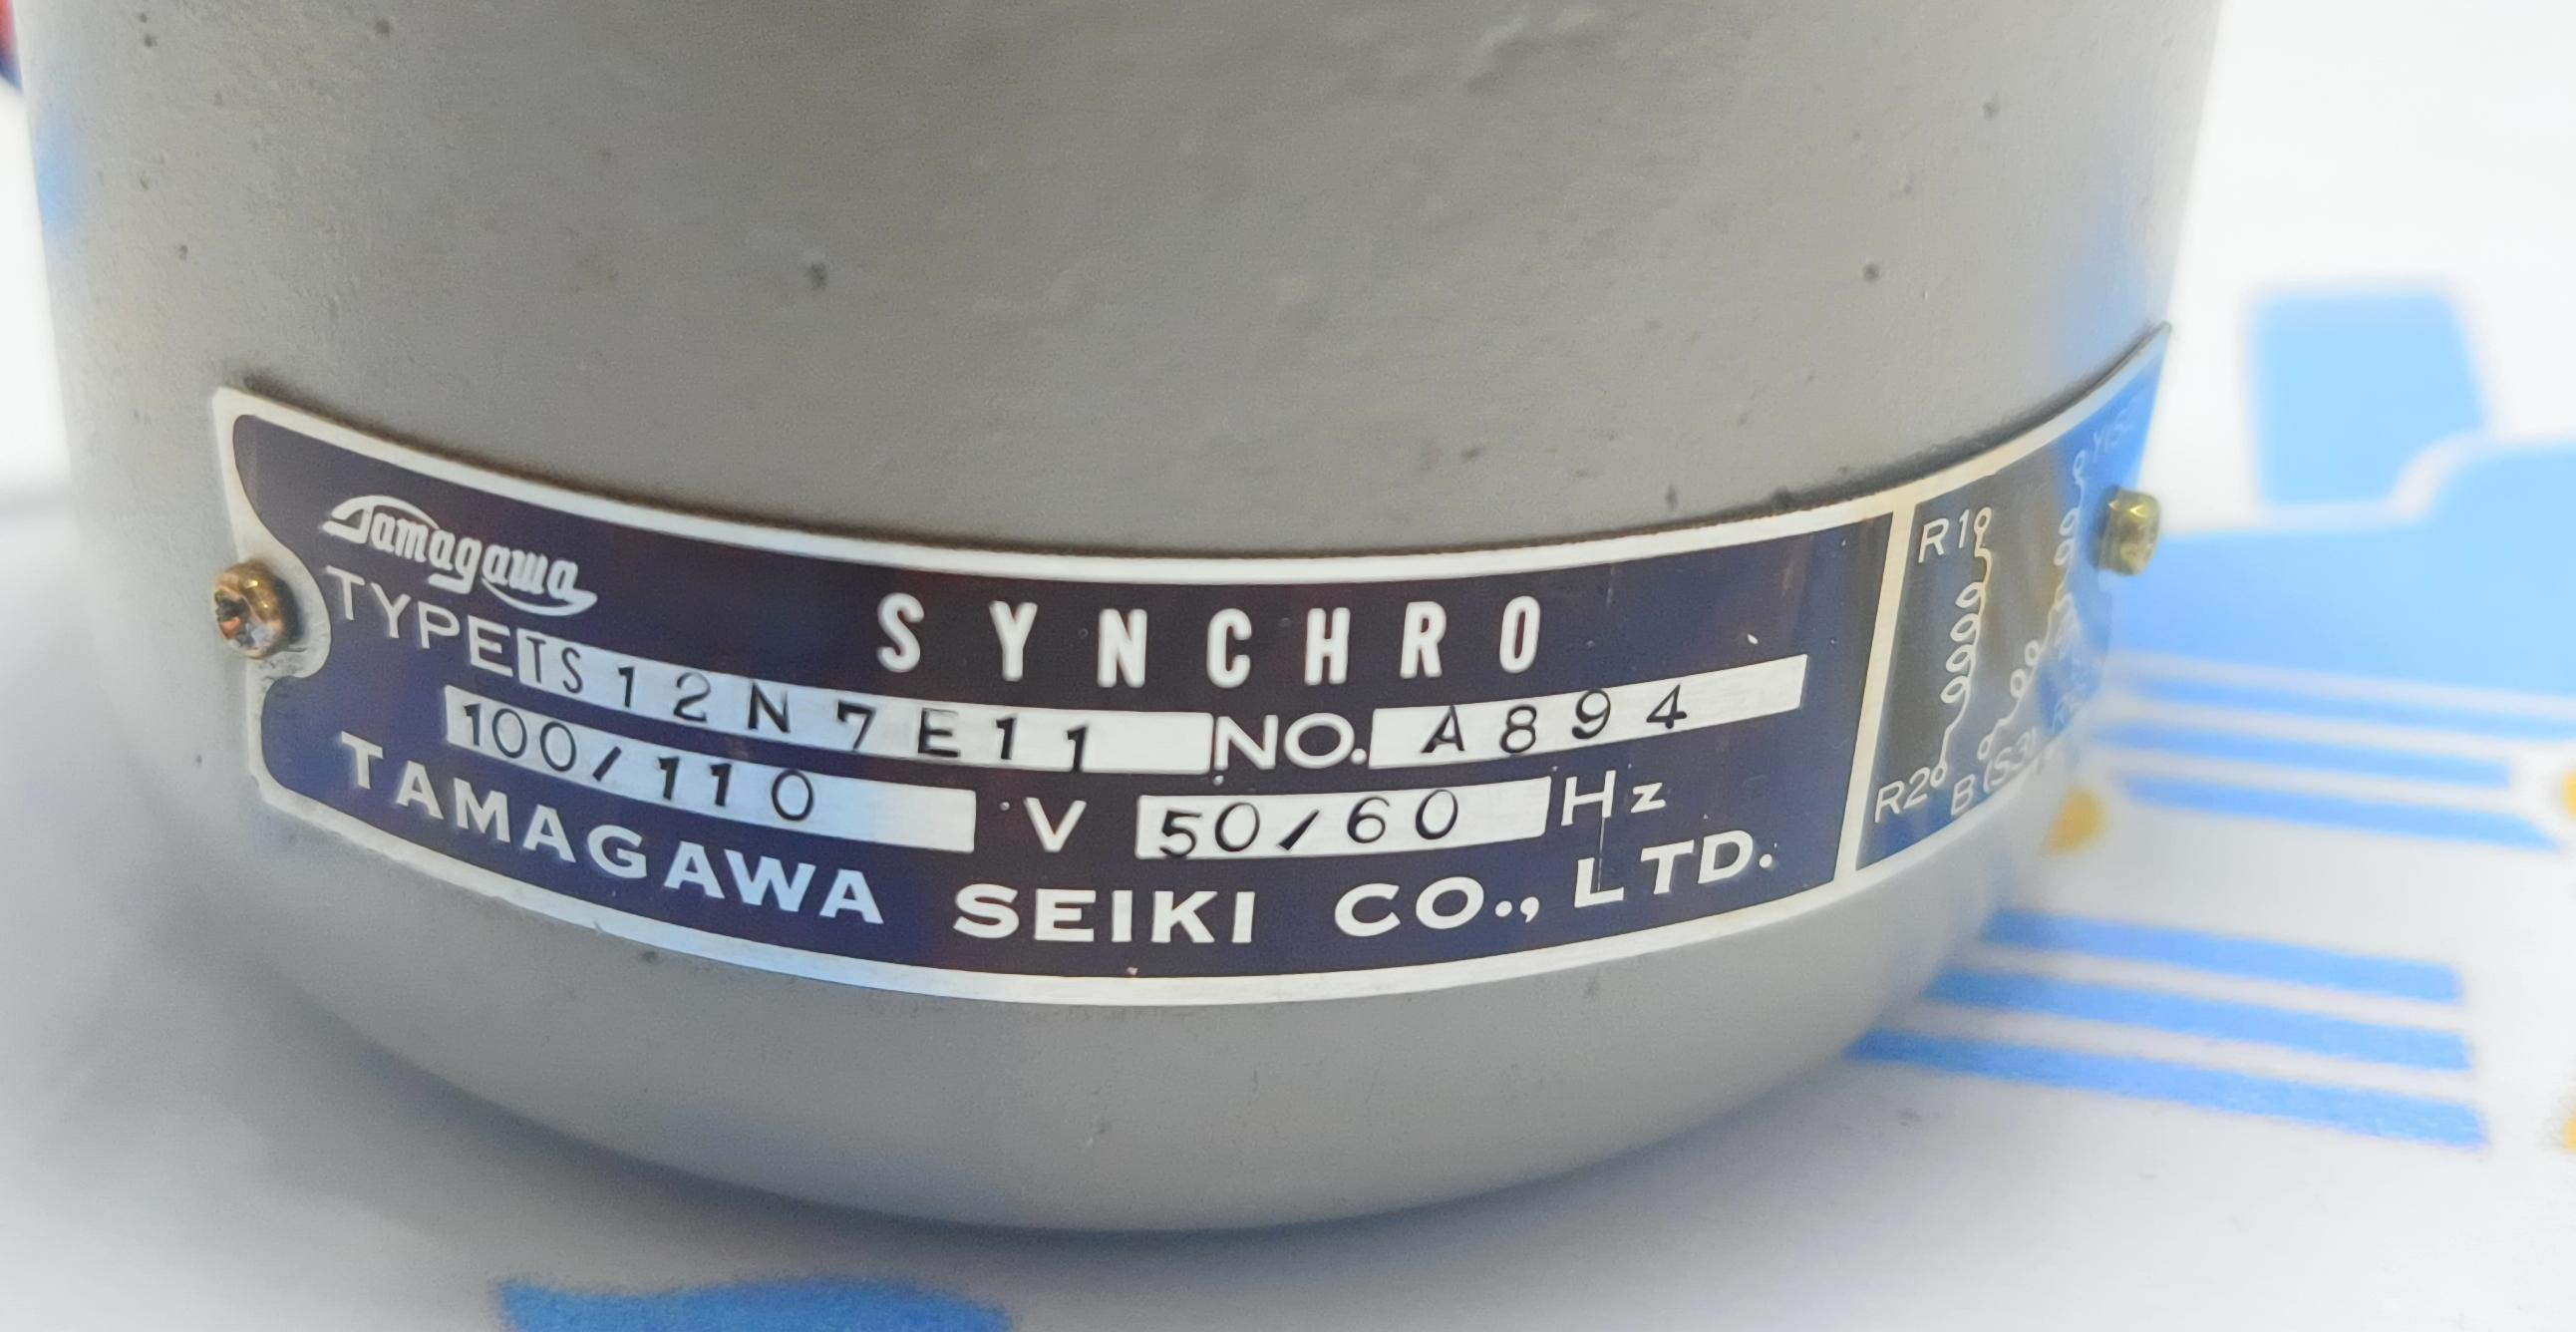 Tamagawa
SYNCHRO
TYPE TS12N7E11 NO. A894
100/110 V 50/60 Hz
TAMAGAWA SEIKI CO., LTD.
R1
R2
B (S3)